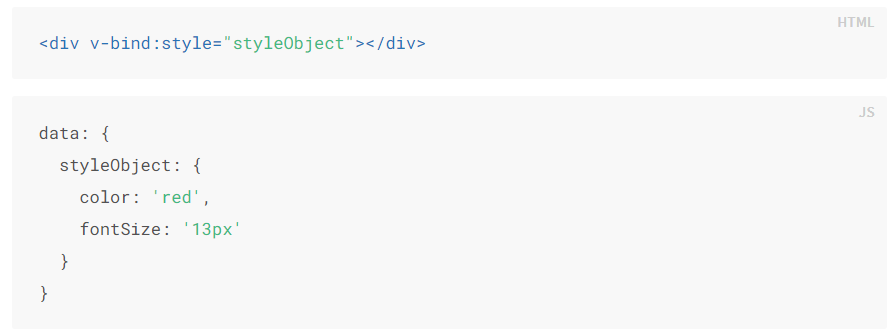 HTML
<div v-bind:style="styleObject"></div>
JS
data: {
  styleObject: {
    color: 'red',
    fontSize: '13px'
  }
}